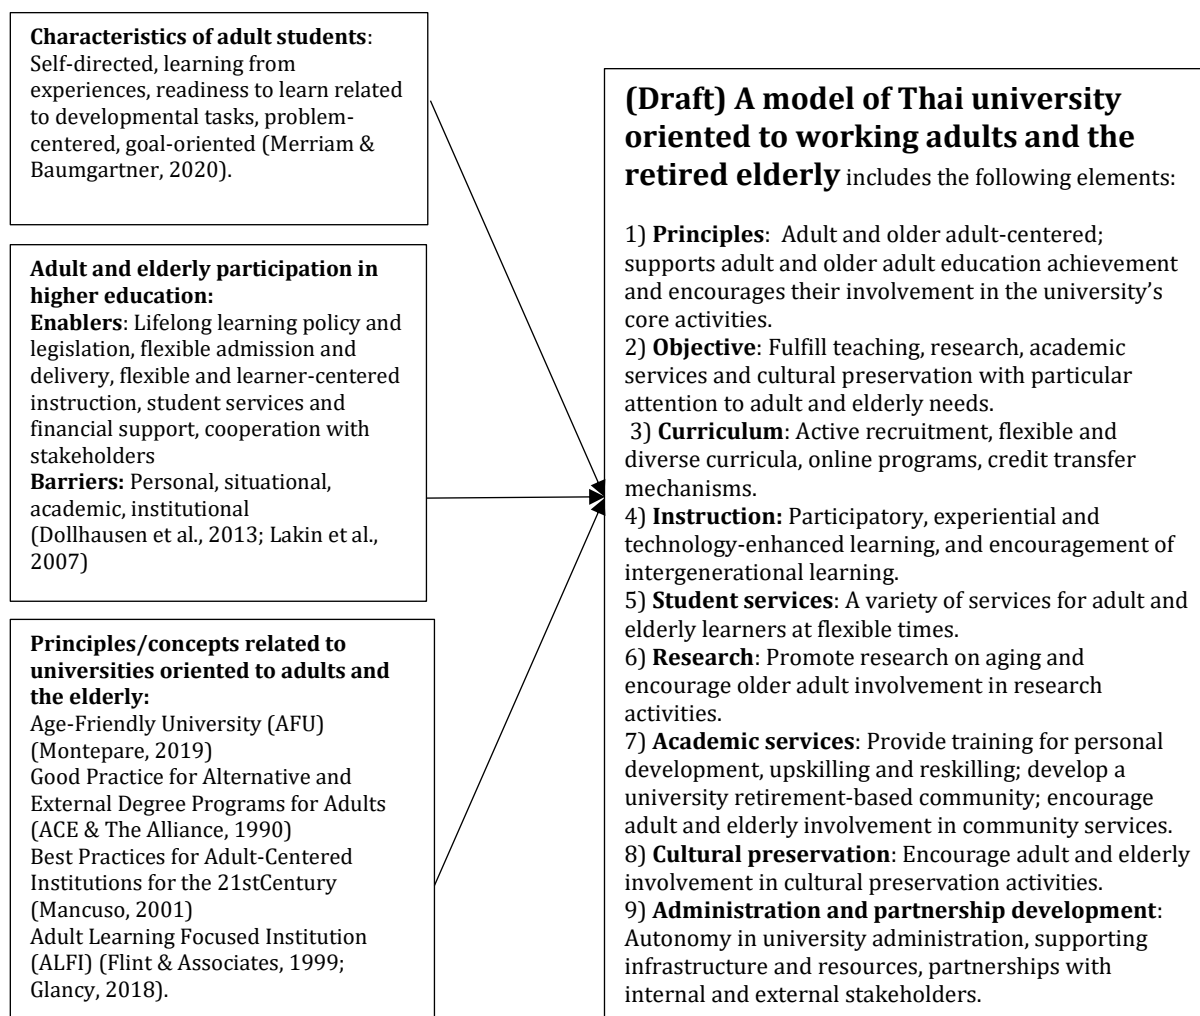 Characteristics of adult students:
Self-directed, learning from
experiences, readiness to learn related
to developmental tasks, problem-
centered, goal-oriented (Merriam &
Baumgartner, 2020).
Adult and elderly participation in
higher education:
Enablers: Lifelong learning policy and
legislation, flexible admission and
delivery, flexible and learner-centered
instruction, student services and
financial support, cooperation with
stakeholders
Barriers: Personal, situational,
academic, institutional
(Dollhausen et al., 2013; Lakin et al.,
2007)
Principles/concepts related to
universities oriented to adults and
the elderly:
Age-Friendly University (AFU)
(Montepare, 2019)
Good Practice for Alternative and
External Degree Programs for Adults
(ACE & The Alliance, 1990)
Best Practices for Adult-Centered
Institutions for the 21stCentury
(Mancuso, 2001)
Adult Learning Focused Institution
(ALFI) (Flint & Associates, 1999;
Glancy, 2018).
(Draft) A model of Thai university
oriented to working adults and the
retired elderly includes the following elements:
1) Principles: Adult and older adult-centered;
supports adult and older adult education achievement
and encourages their involvement in the university's
core activities.
2) Objective: Fulfill teaching, research, academic
services and cultural preservation with particular
attention to adult and elderly needs.
3) Curriculum: Active recruitment, flexible and
diverse curricula, online programs, credit transfer
mechanisms.
4) Instruction: Participatory, experiential and
technology-enhanced learning, and encouragement of
intergenerational learning.
5) Student services: A variety of services for adult and
elderly learners at flexible times.
6) Research: Promote research on aging and
encourage older adult involvement in research
activities.
7) Academic services: Provide training for personal
development, upskilling and reskilling; develop a
university retirement-based community; encourage
adult and elderly involvement in community services.
8) Cultural preservation: Encourage adult and elderly
involvement in cultural preservation activities.
9) Administration and partnership development:
Autonomy in university administration, supporting
infrastructure and resources, partnerships with
internal and external stakeholders.